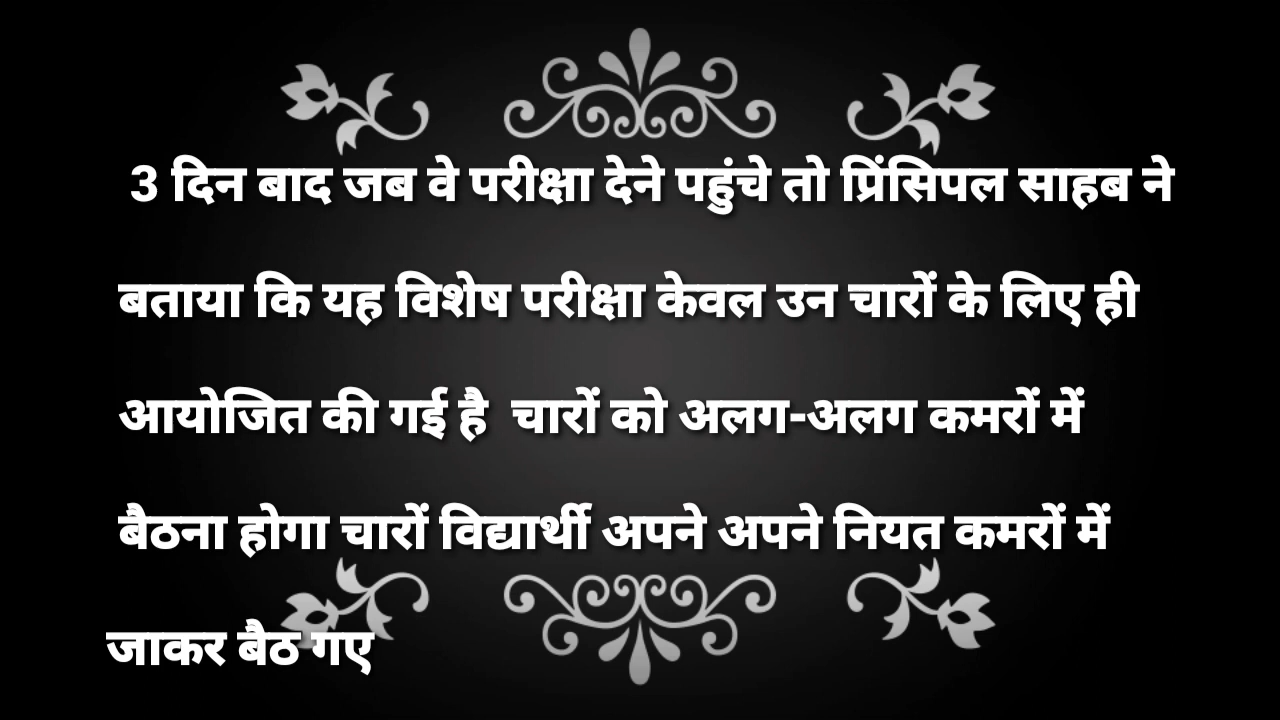 3 दिन बाद जब वे परीक्षा देने पहुंचे तो प्रिंसिपल साहब ने
बताया कि यह विशेष परीक्षा केवल उन चारों के लिए ही
आयोजित की गई है  चारों को अलग-अलग कमरों में
बैठना होगा चारों विद्यार्थी अपने अपने नियत कमरों में
जाकर बैठ गए